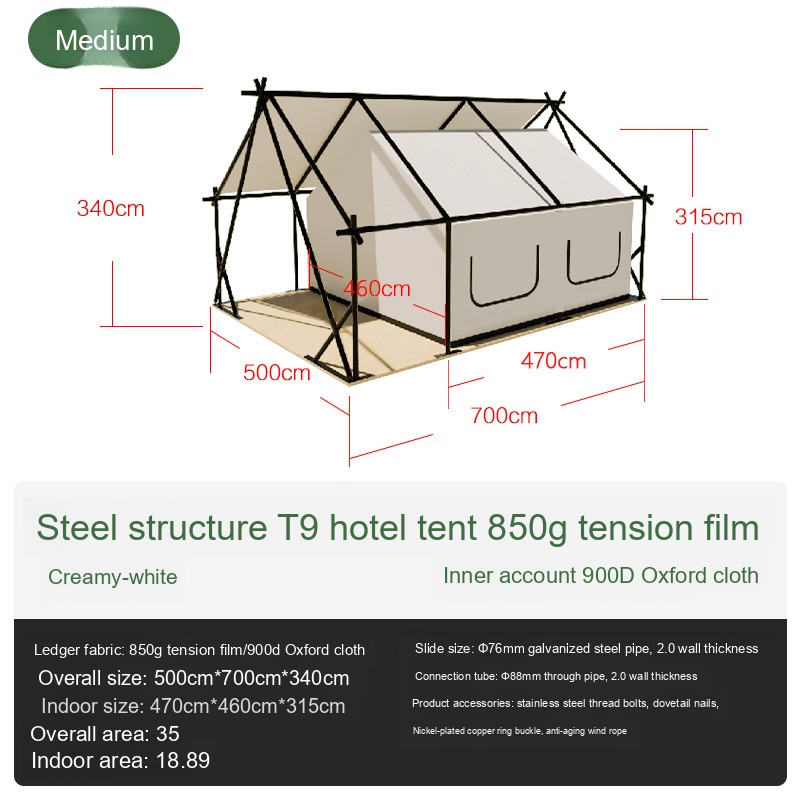 Medium
340cm
315cm
460cm
500cm
470cm
700cm
Steel structure T9 hotel tent 850g tension film
Creamy-white
Inner account 900D Oxford cloth
Ledger fabric: 850g tension film/900d Oxford cloth
Overall size: 500cm*700cm*340cm
Indoor size: 470cm*460cm*315cm
Overall area: 35
Indoor area: 18.89
Slide size: Φ76mm galvanized steel pipe, 2.0 wall thickness
Connection tube: Φ88mm through pipe, 2.0 wall thickness
Product accessories: stainless steel thread bolts, dovetail nails,
Nickel-plated copper ring buckle, anti-aging wind rope